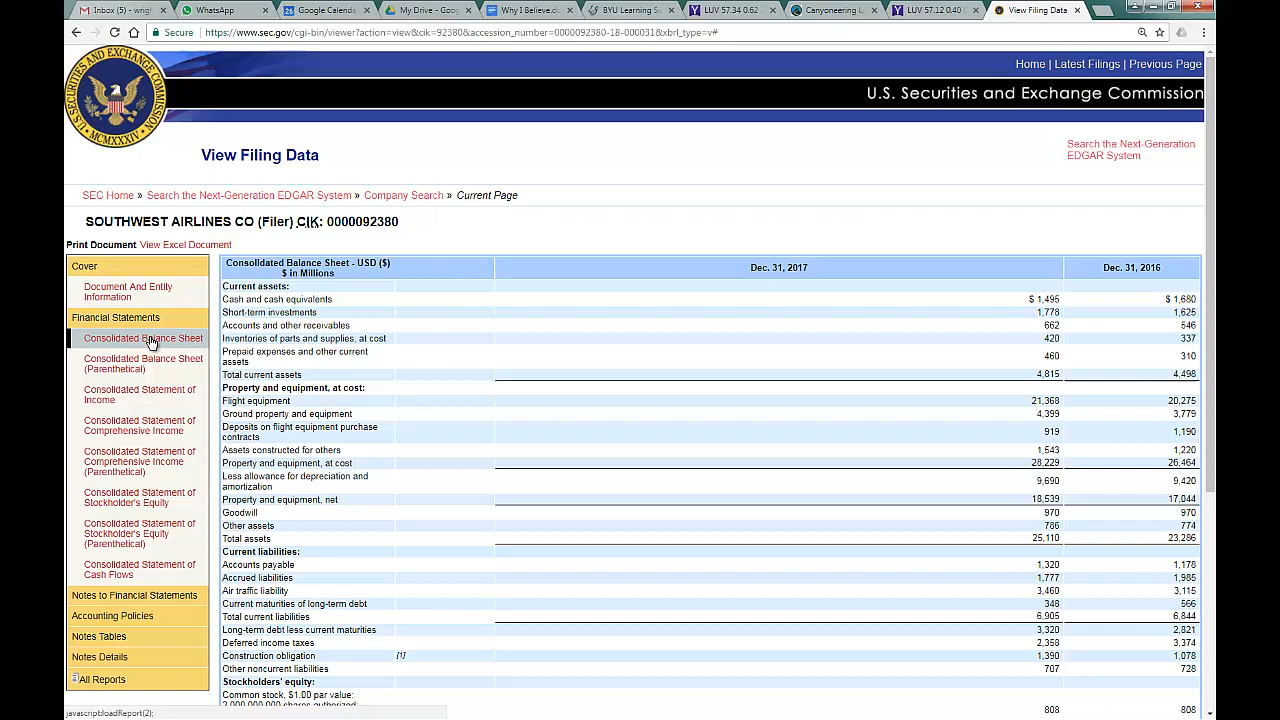 Inbox (5) - wrigh
WhatsApp
Google Calenda
My Drive - Goog
Why I Believe.do
BYU Learning Su
LUV 57.34 0.62
Canyoneering L
LUV 57.12 0.40
View Filing Data
Secure https://www.sec.gov/cgi-bin/viewer?action=view&cik=92380&accession_number=0000092380-18-000031&xbrl_type=v#
Home | Latest Filings | Previous Page
U.S. Securities and Exchange Commission
View Filing Data
Search the Next-Generation
EDGAR System
SEC Home » Search the Next-Generation EDGAR System » Company Search » Current Page
SOUTHWEST AIRLINES CO (Filer) CIK: 0000092380
Print Document View Excel Document
Cover
Document And Entity
Information
Financial Statements
Consolidated Balance Sheet
Consolidated Balance Sheet
(Parenthetical)
Consolidated Statement of
Income
Consolidated Statement of
Comprehensive Income
Consolidated Statement of
Comprehensive Income
(Parenthetical)
Consolidated Statement of
Stockholder's Equity
Consolidated Statement of
Stockholder's Equity
(Parenthetical)
Consolidated Statement of
Cash Flows
Notes to Financial Statements
Accounting Policies
Notes Tables
Notes Details
All Reports
Consolidated Balance Sheet - USD ($)
$ in Millions
Dec. 31, 2017 Dec. 31, 2016
Current assets:
Cash and cash equivalents $ 1,495 $ 1,680
Short-term investments 1,778 1,625
Accounts and other receivables 662 546
Inventories of parts and supplies, at cost 420 337
Prepaid expenses and other current
assets 460 310
Total current assets 4,815 4,498
Property and equipment, at cost:
Flight equipment 21,368 20,275
Ground property and equipment 4,399 3,779
Deposits on flight equipment purchase
contracts 919 1,190
Assets constructed for others 1,543 1,220
Property and equipment, at cost 28,229 26,464
Less allowance for depreciation and
amortization 9,690 9,420
Property and equipment, net 18,539 17,044
Goodwill 970 970
Other assets 786 774
Total assets 25,110 23,286
Current liabilities:
Accounts payable 1,320 1,178
Accrued liabilities 1,777 1,985
Air traffic liability 3,460 3,115
Current maturities of long-term debt 348 566
Total current liabilities 6,905 6,844
Long-term debt less current maturities 3,320 2,821
Deferred income taxes 2,358 3,374
Construction obligation [1] 1,390 1,078
Other noncurrent liabilities 707 728
Stockholders' equity:
Common stock, $1.00 par value:
2,000,000,000 shares authorized; 808 808
javascript:loadReport(2);